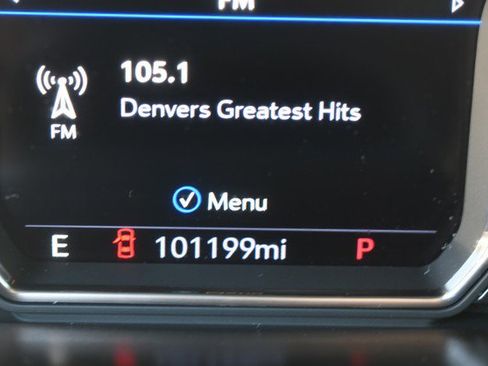 FM
105.1
Denvers Greatest Hits
FM
Menu
E 101199mi P